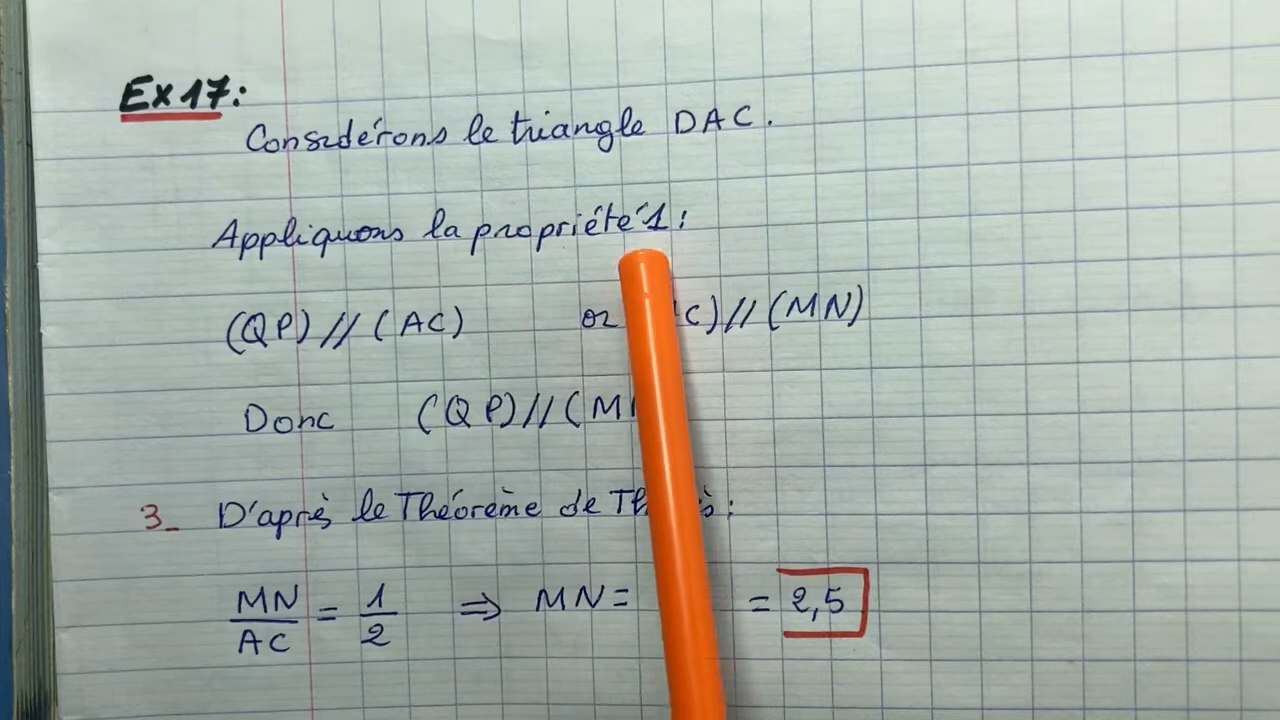 Ex 17:
Considérons le triangle DAC.
Appliquons la propriété 1:
(QP) // (AC) or C) // (MN)
Donc (QP) // (M
3_ D'après le Théorème de :
MN/AC = 1/2 ⇒ MN = = 2,5